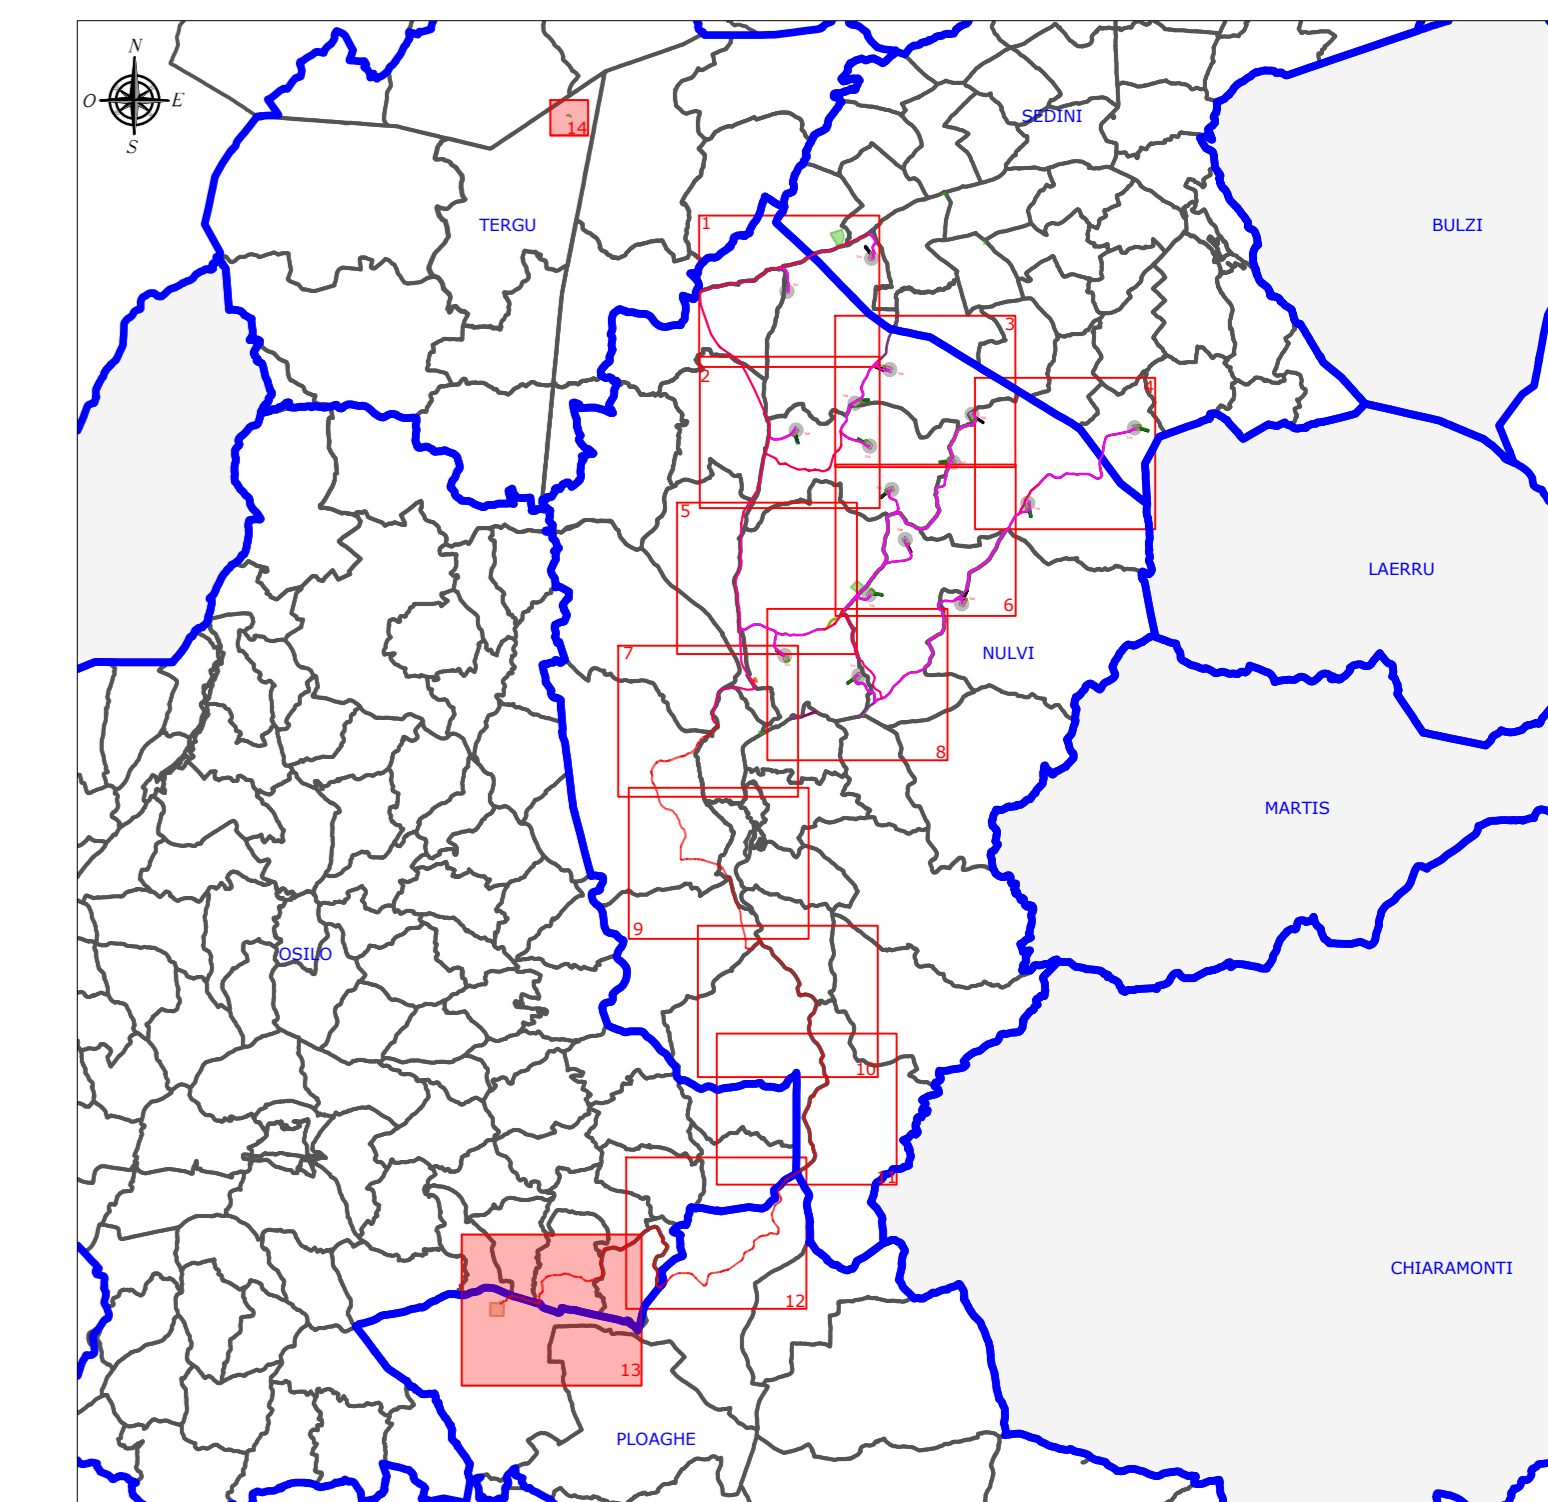 N
O E
S
SEDINI
14
TERGU
BULZI
1
3
2
4
5
LAERRU
6
NULVI
7
8
MARTIS
9
OSILO
10
11
CHIARAMONTI
12
13
PLOAGHE